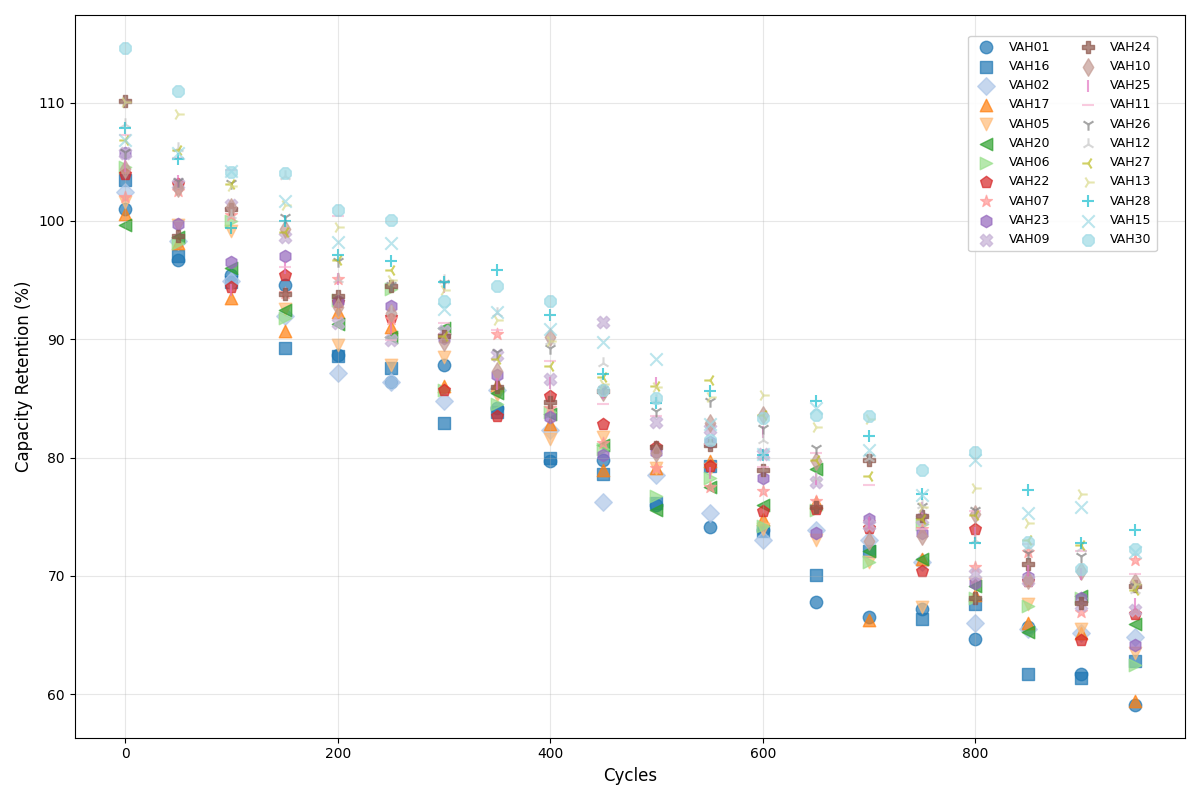 Capacity Retention (%)
110
100
90
80
70
60
0
200
400
600
800
Cycles
VAH01
VAH16
VAH02
VAH17
VAH05
VAH20
VAH06
VAH22
VAH07
VAH23
VAH09
VAH24
VAH10
VAH25
VAH11
VAH26
VAH12
VAH27
VAH13
VAH28
VAH15
VAH30